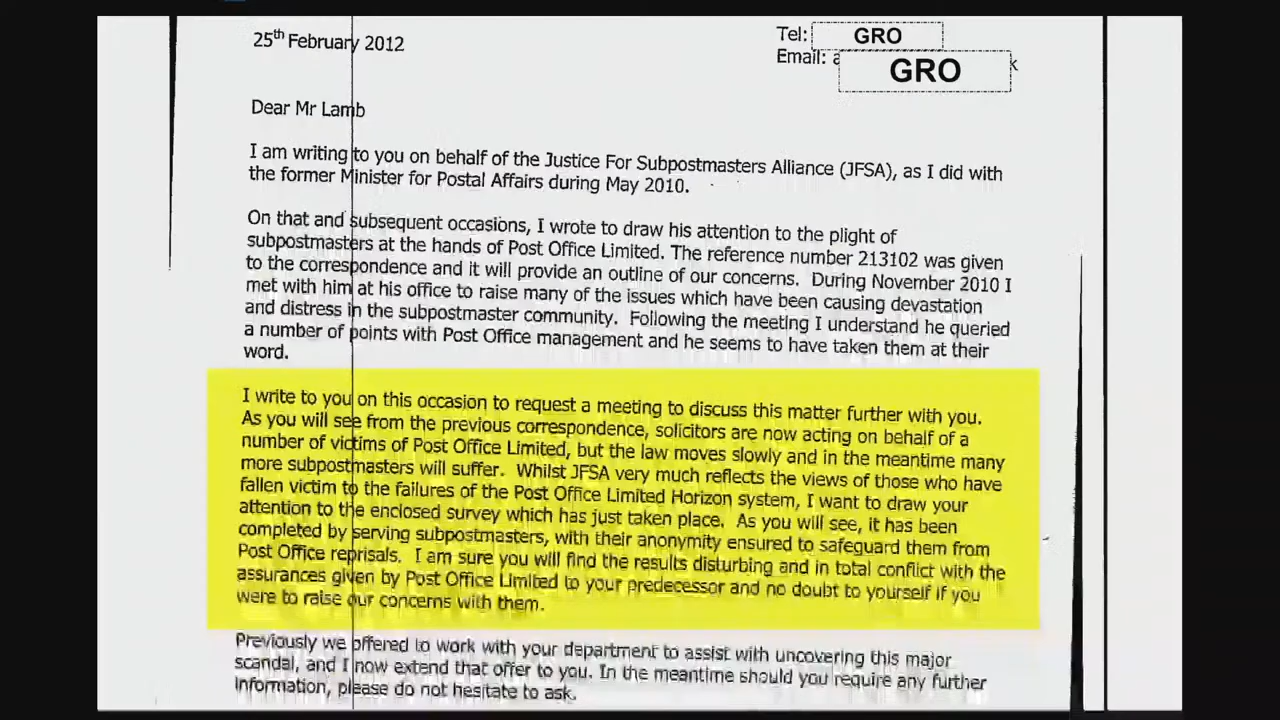 25th February 2012
Tel: GRO
Email: a GRO k
Dear Mr Lamb
I am writing to you on behalf of the Justice For Subpostmasters Alliance (JFSA), as I did with
the former Minister for Postal Affairs during May 2010.
On that and subsequent occasions, I wrote to draw his attention to the plight of
subpostmasters at the hands of Post Office Limited. The reference number 213102 was given
to the correspondence and it will provide an outline of our concerns. During November 2010 I
met with him at his office to raise many of the issues which have been causing devastation
and distress in the subpostmaster community. Following the meeting I understand he queried
a number of points with Post Office management and he seems to have taken them at their
word.
I write to you on this occasion to request a meeting to discuss this matter further with you.
As you will see from the previous correspondence, solicitors are now acting on behalf of a
number of victims of Post Office Limited, but the law moves slowly and in the meantime many
more subpostmasters will suffer. Whilst JFSA very much reflects the views of those who have
fallen victim to the failures of the Post Office Limited Horizon system, I want to draw your
attention to the enclosed survey which has just taken place. As you will see, it has been
completed by serving subpostmasters, with their anonymity ensured to safeguard them from
Post Office reprisals. I am sure you will find the results disturbing and in total conflict with the
assurances given by Post Office Limited to your predecessor and no doubt to yourself if you
were to raise our concerns with them.
Previously we offered to work with your department to assist with uncovering this major
scandal, and I now extend that offer to you. In the meantime should you require any further
information, please do not hesitate to ask.